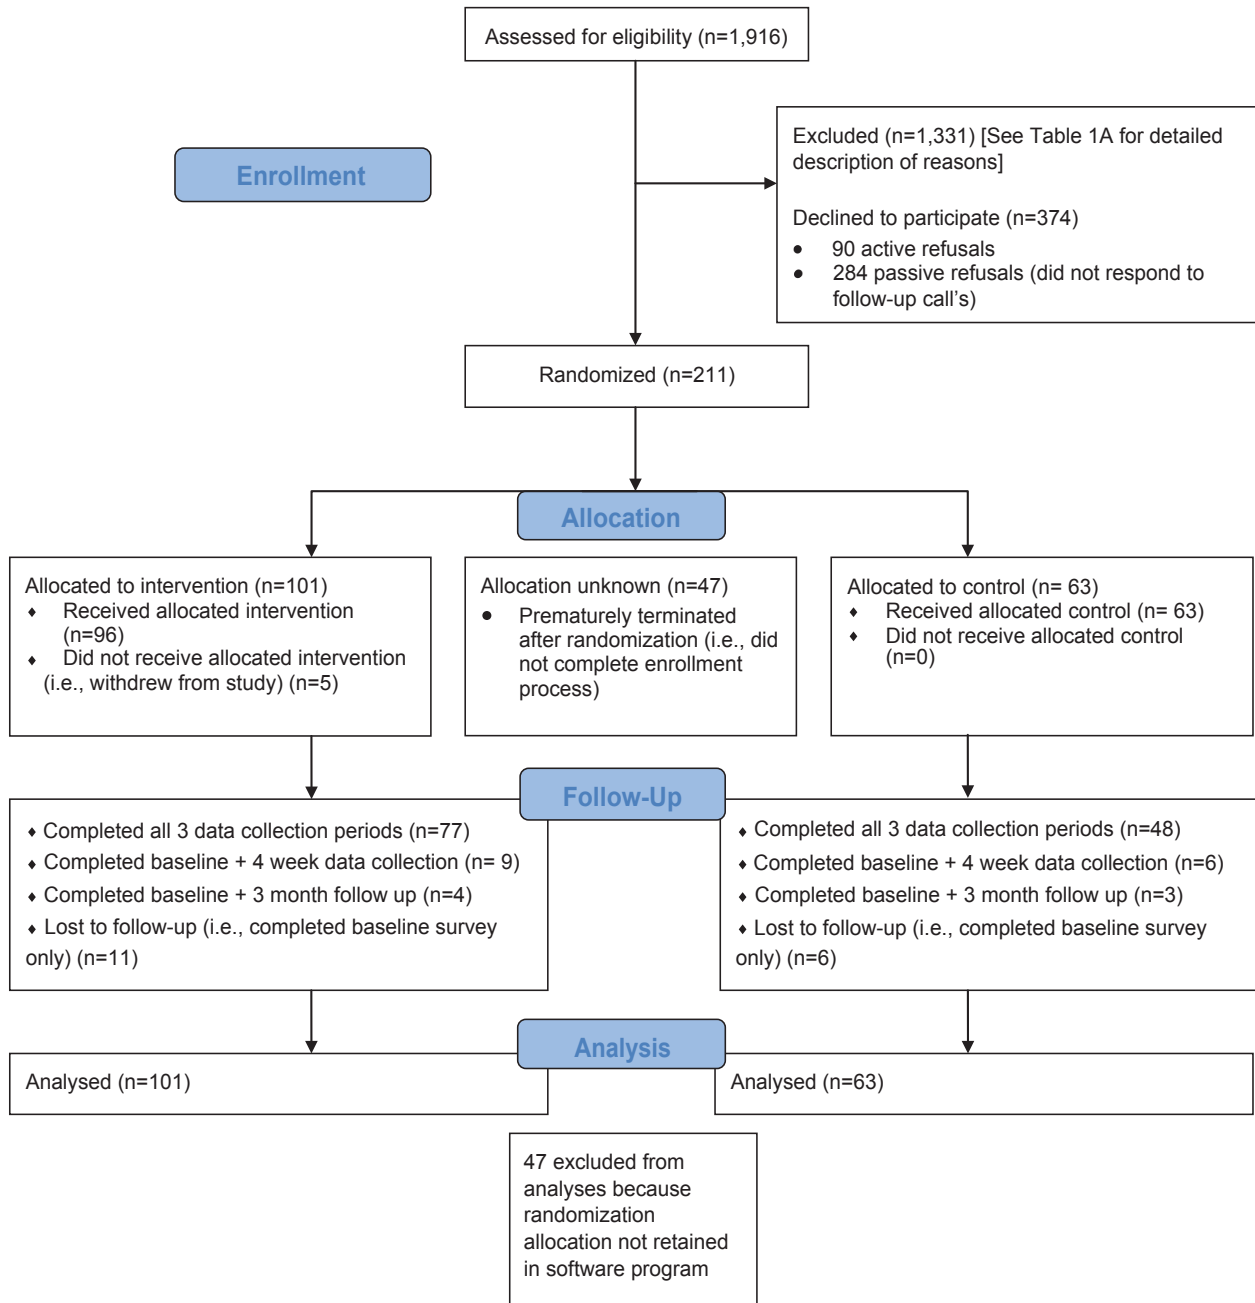 Assessed for eligibility (n=1,916)
Enrollment
Excluded (n=1,331) [See Table 1A for detailed
description of reasons]
Declined to participate (n=374)
• 90 active refusals
• 284 passive refusals (did not respond to
follow-up call's)
Randomized (n=211)
Allocation
Allocated to intervention (n=101)
♦ Received allocated intervention
(n=96)
♦ Did not receive allocated intervention
(i.e., withdrew from study) (n=5)
Allocation unknown (n=47)
• Prematurely terminated
after randomization (i.e., did
not complete enrollment
process)
Allocated to control (n= 63)
♦ Received allocated control (n= 63)
♦ Did not receive allocated control
(n=0)
Follow-Up
♦ Completed all 3 data collection periods (n=77)
♦ Completed baseline + 4 week data collection (n= 9)
♦ Completed baseline + 3 month follow up (n=4)
♦ Lost to follow-up (i.e., completed baseline survey
only) (n=11)
♦ Completed all 3 data collection periods (n=48)
♦ Completed baseline + 4 week data collection (n=6)
♦ Completed baseline + 3 month follow up (n=3)
♦ Lost to follow-up (i.e., completed baseline survey
only) (n=6)
Analysis
Analysed (n=101)
Analysed (n=63)
47 excluded from
analyses because
randomization
allocation not retained
in software program